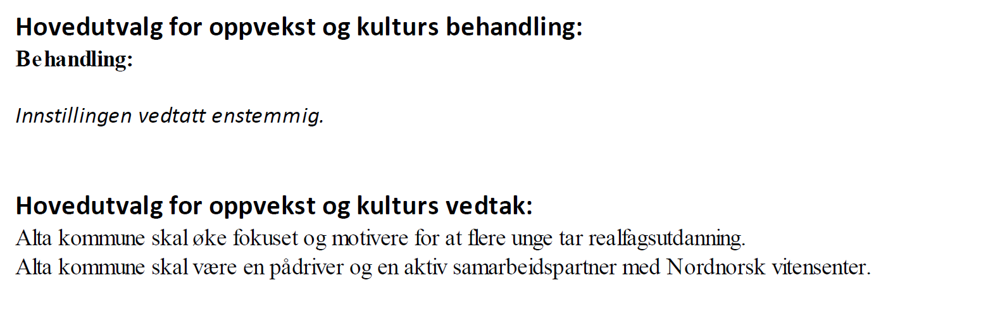 Hovedutvalg for oppvekst og kulturs behandling:
Behandling:
Innstillingen vedtatt enstemmig.
Hovedutvalg for oppvekst og kulturs vedtak:
Alta kommune skal øke fokuset og motivere for at flere unge tar realfagsutdanning.
Alta kommune skal være en pådriver og en aktiv samarbeidspartner med Nordnorsk vitensenter.